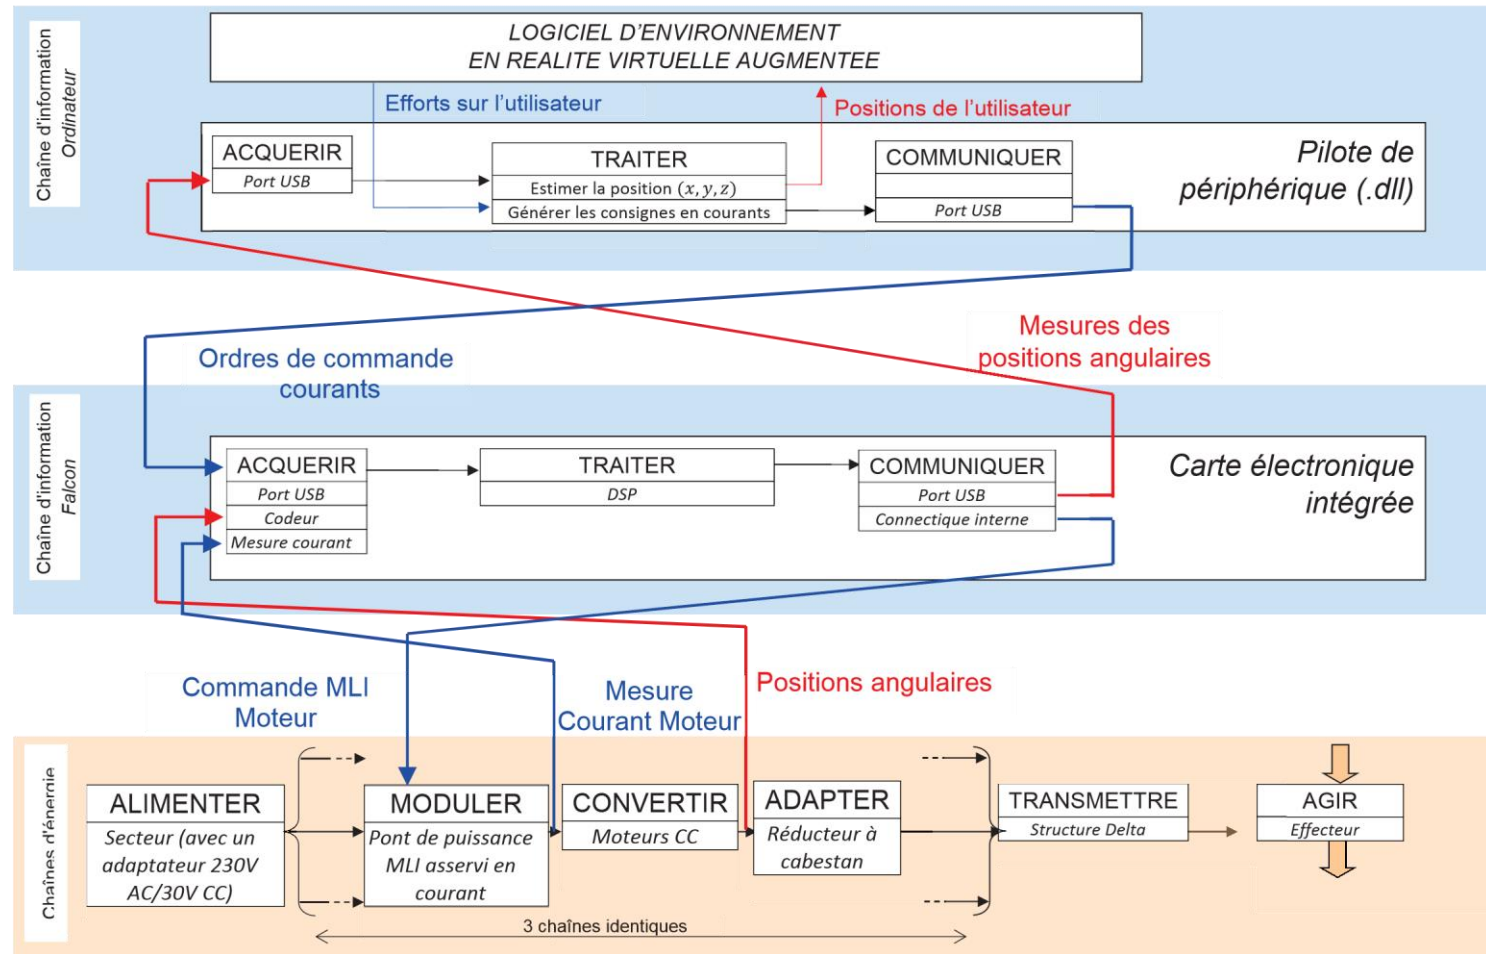 Chaîne d'information
Ordinateur
LOGICIEL D'ENVIRONNEMENT
EN REALITE VIRTUELLE AUGMENTEE
Efforts sur l'utilisateur
Positions de l'utilisateur
ACQUERIR
Port USB
TRAITER
Estimer la position (x, y, z)
Générer les consignes en courants
COMMUNIQUER
Port USB
Pilote de
périphérique (.dll)
Ordres de commande
courants
Mesures des
positions angulaires
Chaîne d'information
Falcon
ACQUERIR
Port USB
Codeur
Mesure courant
TRAITER
DSP
COMMUNIQUER
Port USB
Connectique interne
Carte électronique
intégrée
Commande MLI
Moteur
Mesure
Courant Moteur
Positions angulaires
Chaînes d'énergie
ALIMENTER
Secteur (avec un
adaptateur 230V
AC/30V CC)
MODULER
Pont de puissance
MLI asservi en
courant
CONVERTIR
Moteurs CC
ADAPTER
Réducteur à
cabestan
TRANSMETTRE
Structure Delta
AGIR
Effecteur
3 chaînes identiques